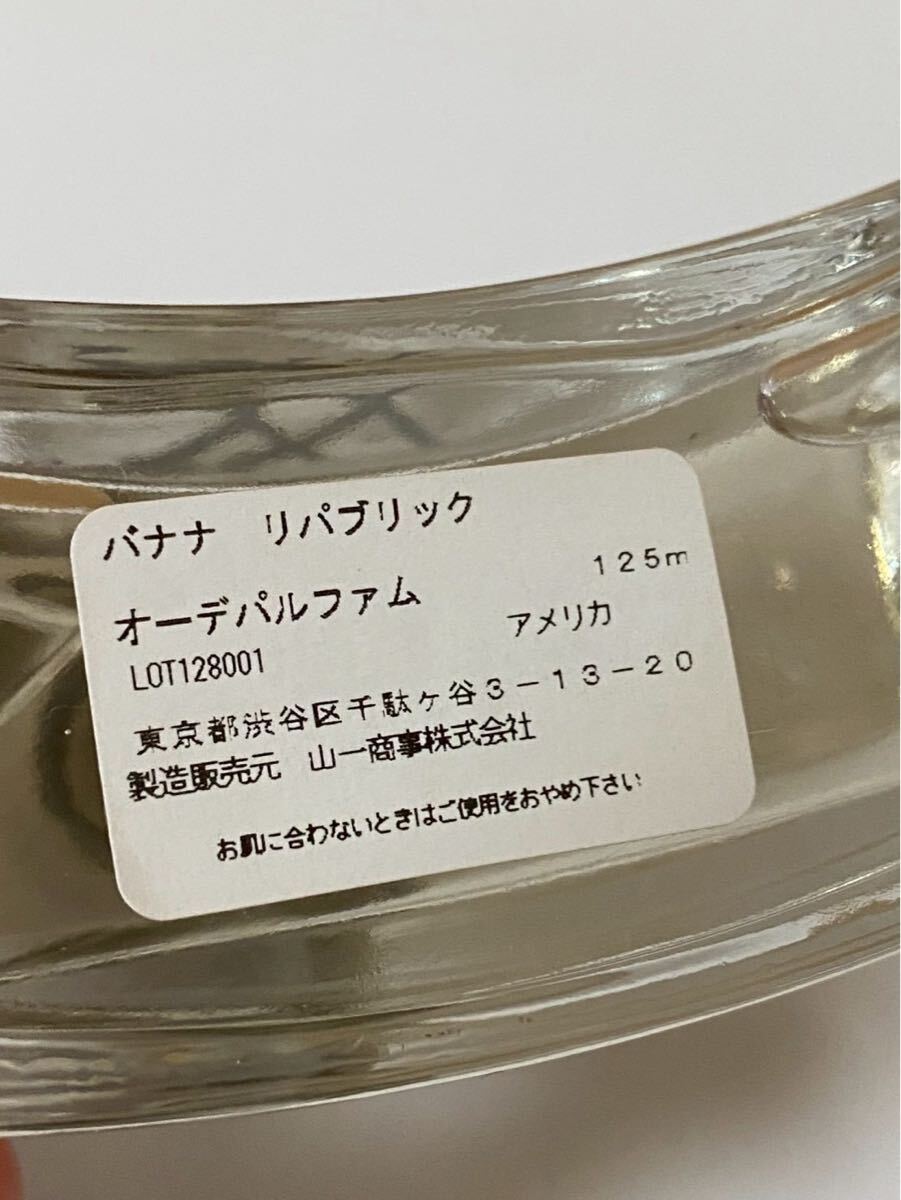 バナナ　リパブリック
125m
オーデパルファム
アメリカ
LOT128001
東京都渋谷区千駄ヶ谷3－13－20
製造販売元　山一商事株式会社
お肌に合わないときはご使用をおやめ下さい